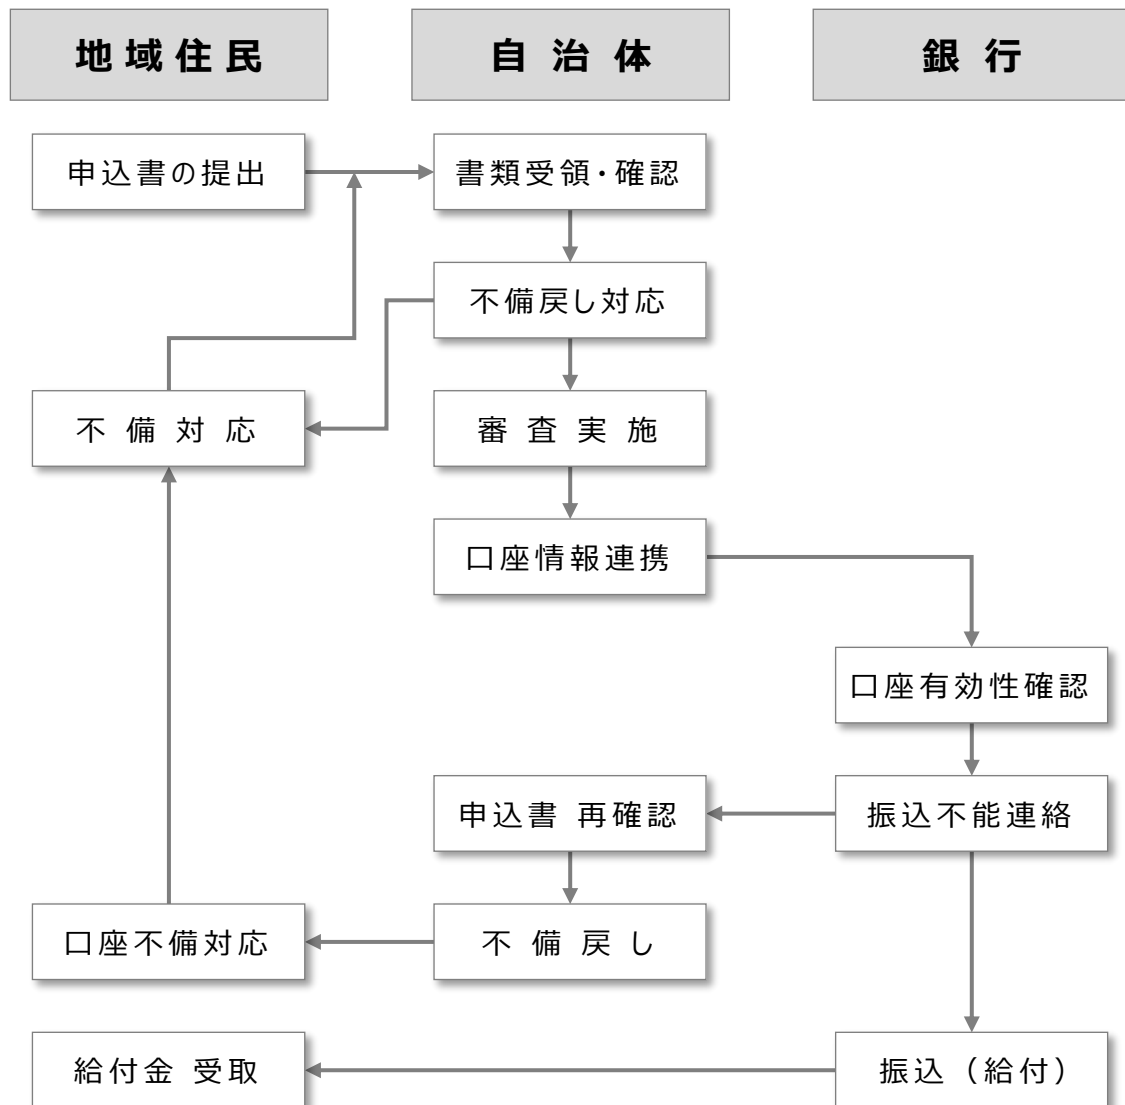 地域住民
自治体
銀行
申込書の提出
書類受領・確認
不備戻し対応
不備対応
審査実施
口座情報連携
口座有効性確認
申込書 再確認
振込不能連絡
口座不備対応
不備戻し
給付金 受取
振込（給付）